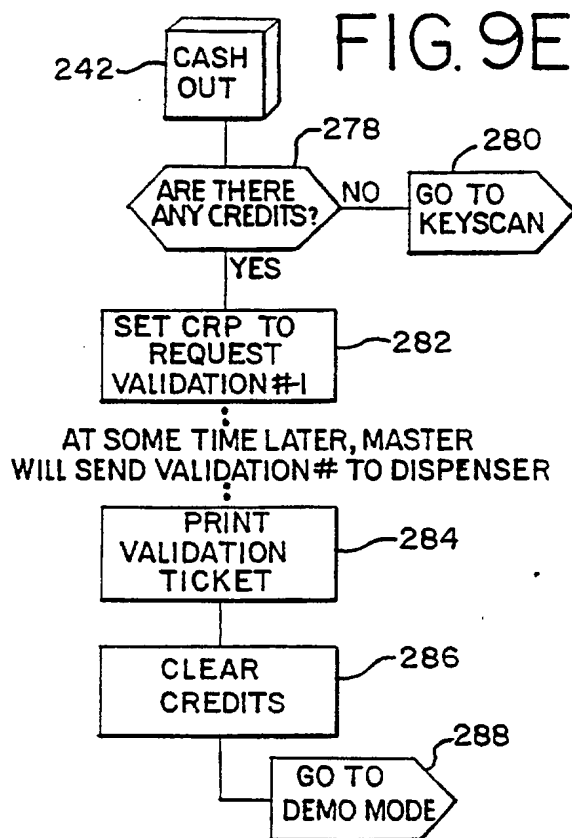 FIG. 9E
242
CASH
OUT
278
ARE THERE
ANY CREDITS?
NO
280
GO TO
KEYSCAN
YES
SET CRP TO
REQUEST
VALIDATION #-1
282
AT SOME TIME LATER, MASTER
WILL SEND VALIDATION # TO DISPENSER
PRINT
VALIDATION
TICKET
284
CLEAR
CREDITS
286
288
GO TO
DEMO MODE